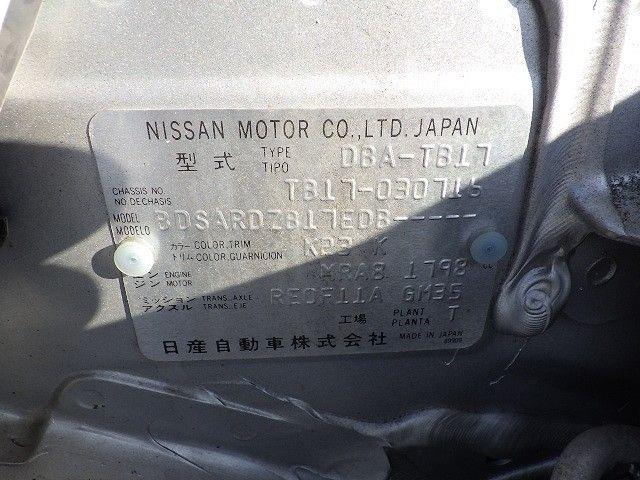 NISSAN MOTOR CO.,LTD. JAPAN
型式 TYPE TIPO DBA-TB17
CHASSIS NO. NO.DECHASIS TB17-030715
MODEL MODELO BDSARDZB17EDB-----
カラー COLOR,TRIM トリム COLOR,GUARNICION K23 K
ン ENGINE ジン MOTOR MRA8 1798
ミッション TRANS. AXLE アクスル TRANS. EJE RE0F11A GH35
工場 PLANT PLANTA T
日産自動車株式会社 MADE IN JAPAN